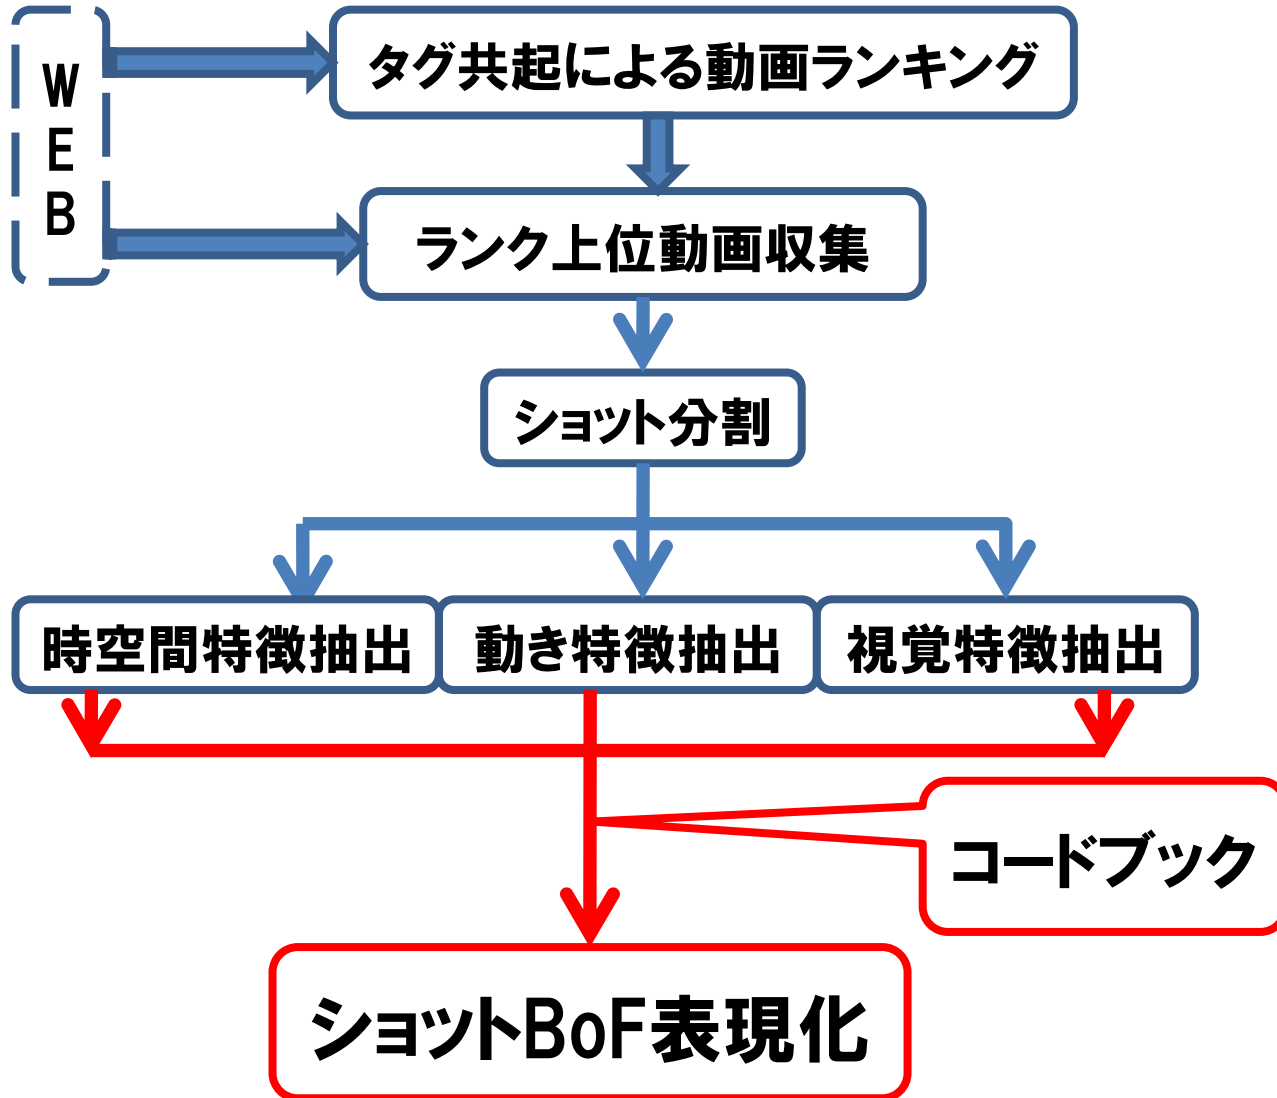 WEB
タグ共起による動画ランキング
ランク上位動画収集
ショット分割
時空間特徴抽出
動き特徴抽出
視覚特徴抽出
コードブック
ショットBoF表現化